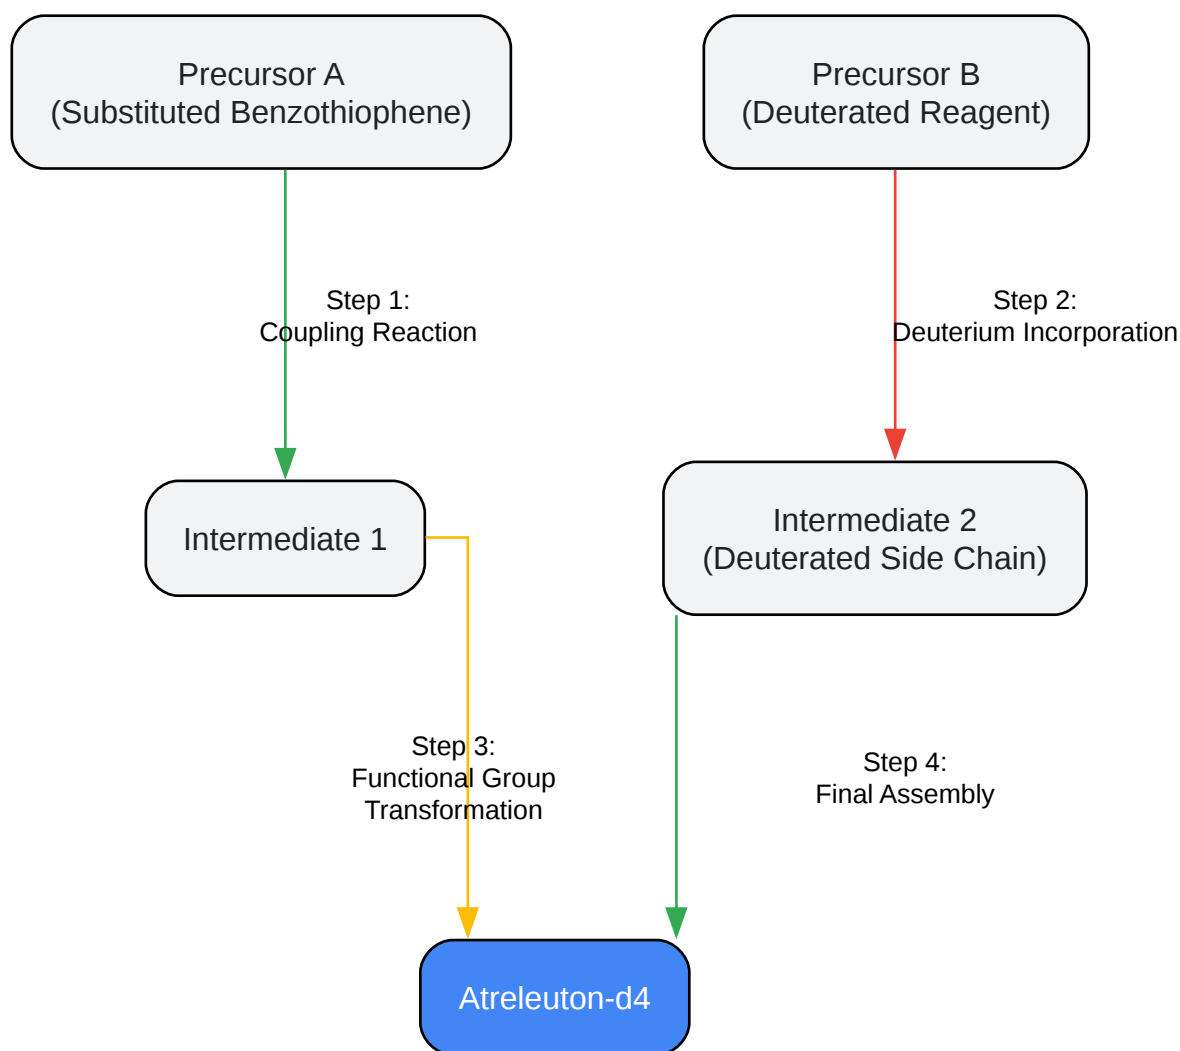 Precursor A
(Substituted Benzothiophene)
Precursor B
(Deuterated Reagent)
Step 1:
Coupling Reaction
Step 2:
Deuterium Incorporation
Intermediate 1
Intermediate 2
(Deuterated Side Chain)
Step 3:
Functional Group
Transformation
Step 4:
Final Assembly
Atreleuton-d4